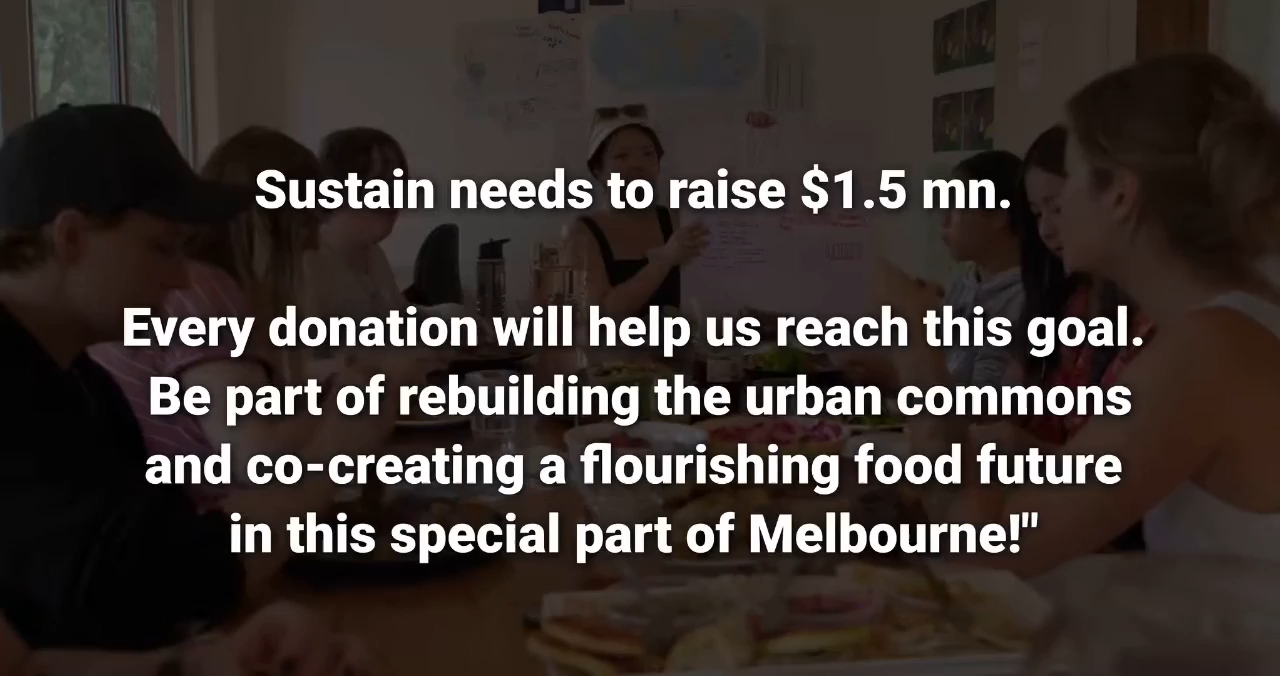 Sustain needs to raise $1.5 mn.
Every donation will help us reach this goal.
Be part of rebuilding the urban commons
and co-creating a flourishing food future
in this special part of Melbourne!"